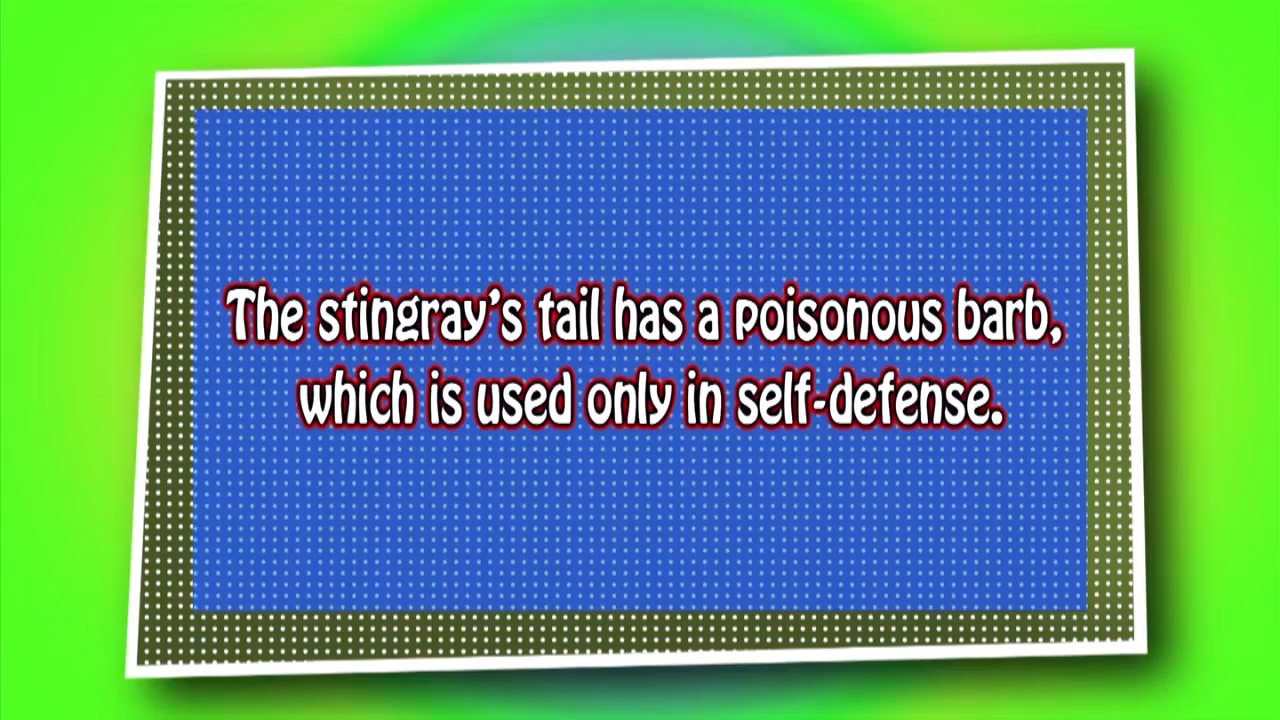 The stingray’s tail has a poisonous barb,
which is used only in self-defense.